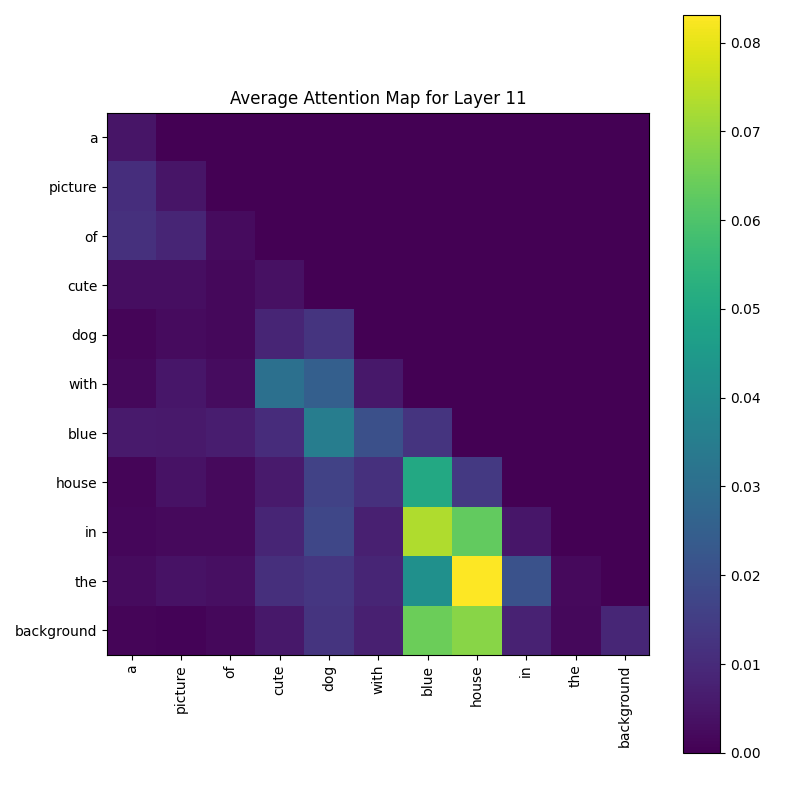 Average Attention Map for Layer 11
a
picture
of
cute
dog
with
blue
house
in
the
background
a
picture
of
cute
dog
with
blue
house
in
the
background
0.08
0.07
0.06
0.05
0.04
0.03
0.02
0.01
0.00